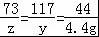 73/z = 117/y = 44/4.4g